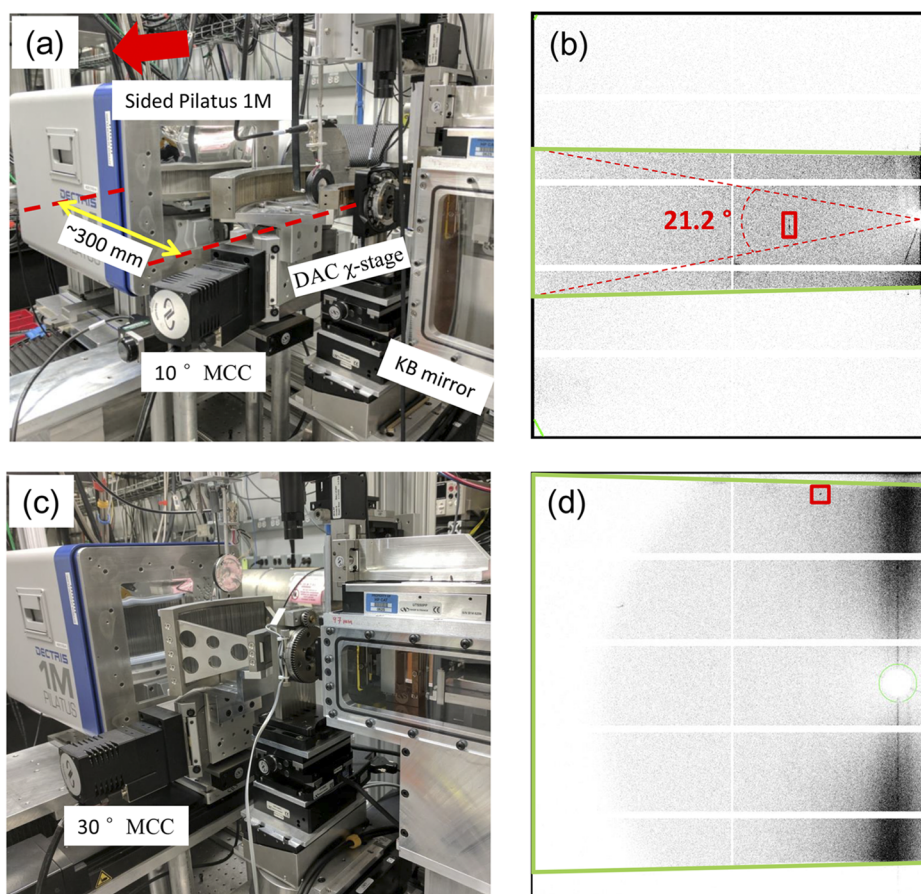 (a)
Sided Pilatus 1M
DECTRIS
~300 mm
DAC χ-stage
10 ° MCC
KB mirror
(b)
21.2 °
(c)
DECTRIS
1M
PILATUS
30 ° MCC
(d)